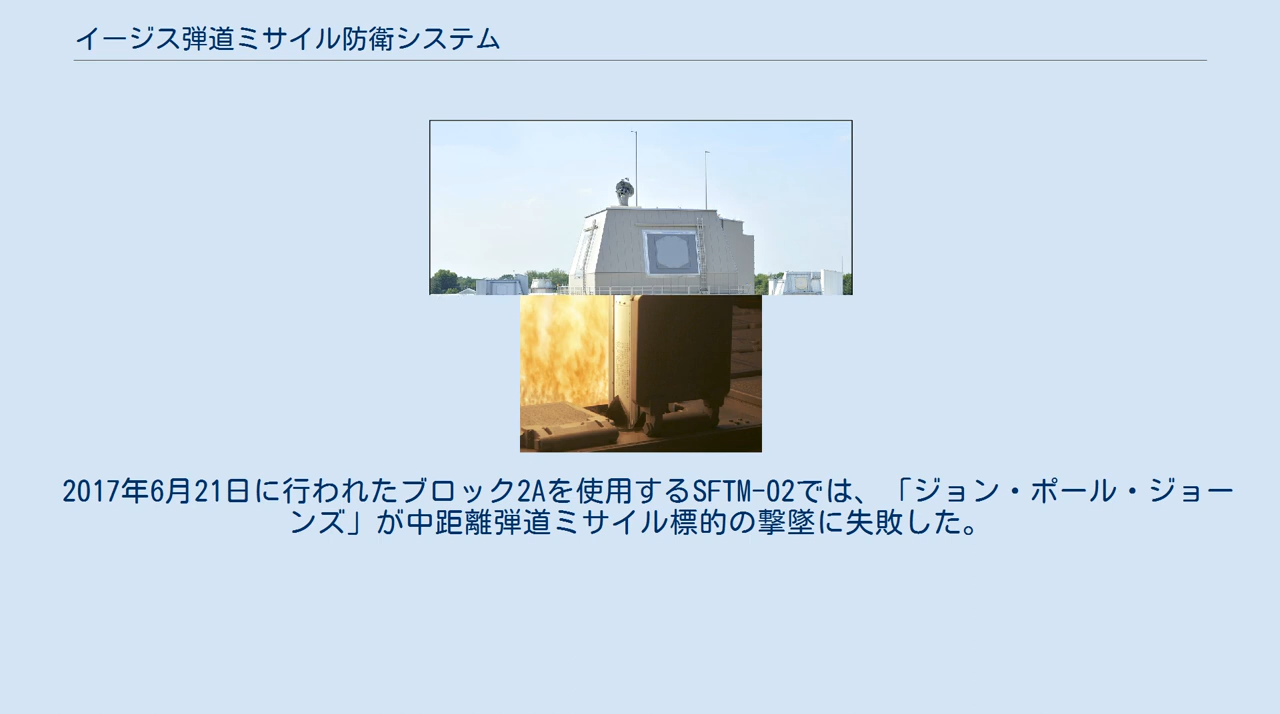 イージス弾道ミサイル防衛システム
2017年6月21日に行われたブロック2Aを使用するSFTM-02では、「ジョン・ポール・ジョー
ンズ」が中距離弾道ミサイル標的の撃墜に失敗した。